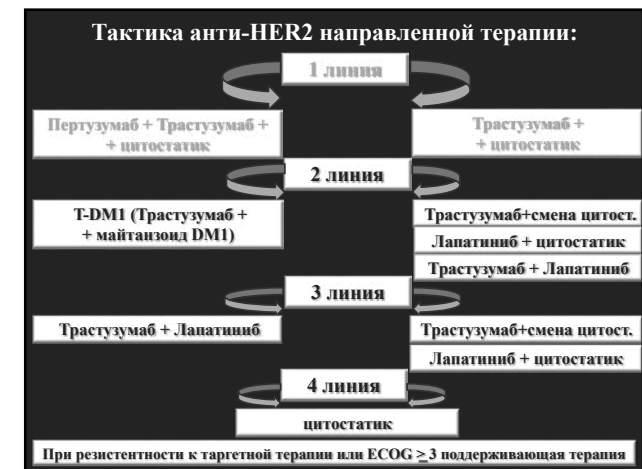 Тактика анти-HER2 направленной терапии:
1 линия
Пертузумаб + Трастузумаб +
+ цитостатик
Трастузумаб +
+ цитостатик
2 линия
T-DM1 (Трастузумаб +
+ майтанзоид DM1)
Трастузумаб+смена цитост.
Лапатиниб + цитостатик
Трастузумаб + Лапатиниб
3 линия
Трастузумаб + Лапатиниб
Трастузумаб+смена цитост.
Лапатиниб + цитостатик
4 линия
цитостатик
При резистентности к таргетной терапии или ECOG ≥ 3 поддерживающая терапия